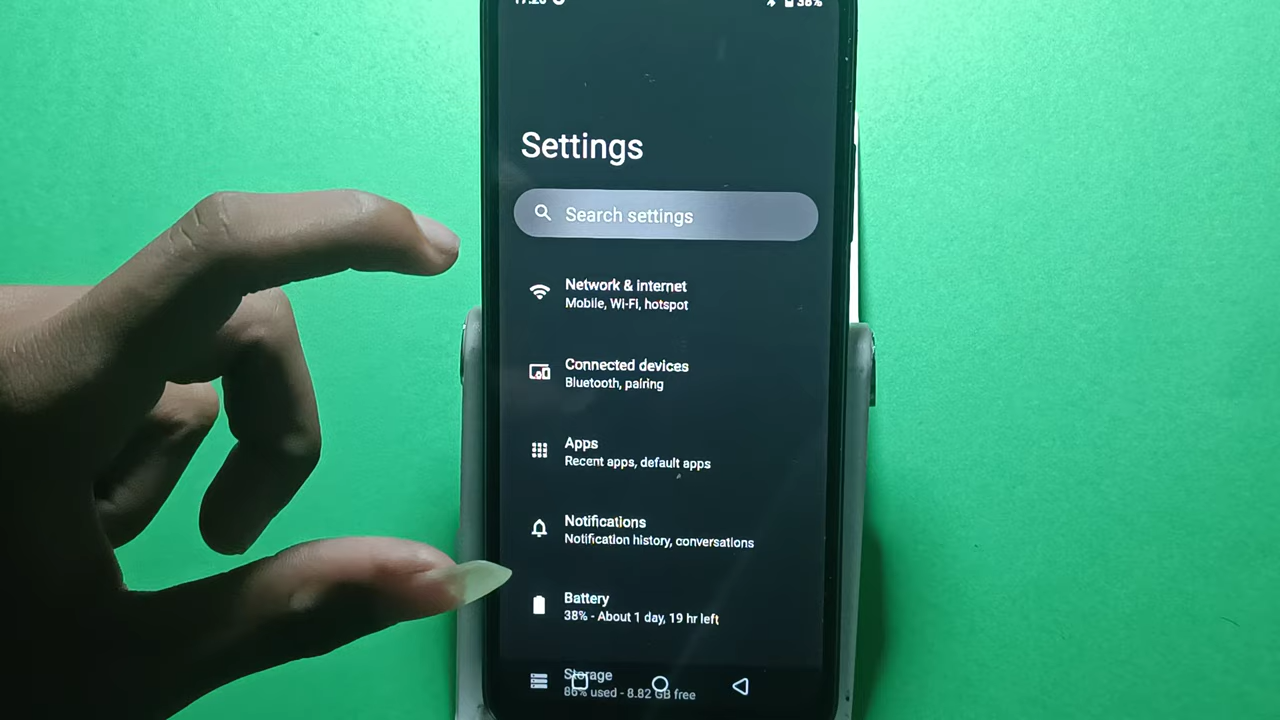 38%
Settings
Search settings
Network & internet
Mobile, Wi-Fi, hotspot
Connected devices
Bluetooth, pairing
Apps
Recent apps, default apps
Notifications
Notification history, conversations
Battery
38% - About 1 day, 19 hr left
Storage
86% used - 8.82 GB free